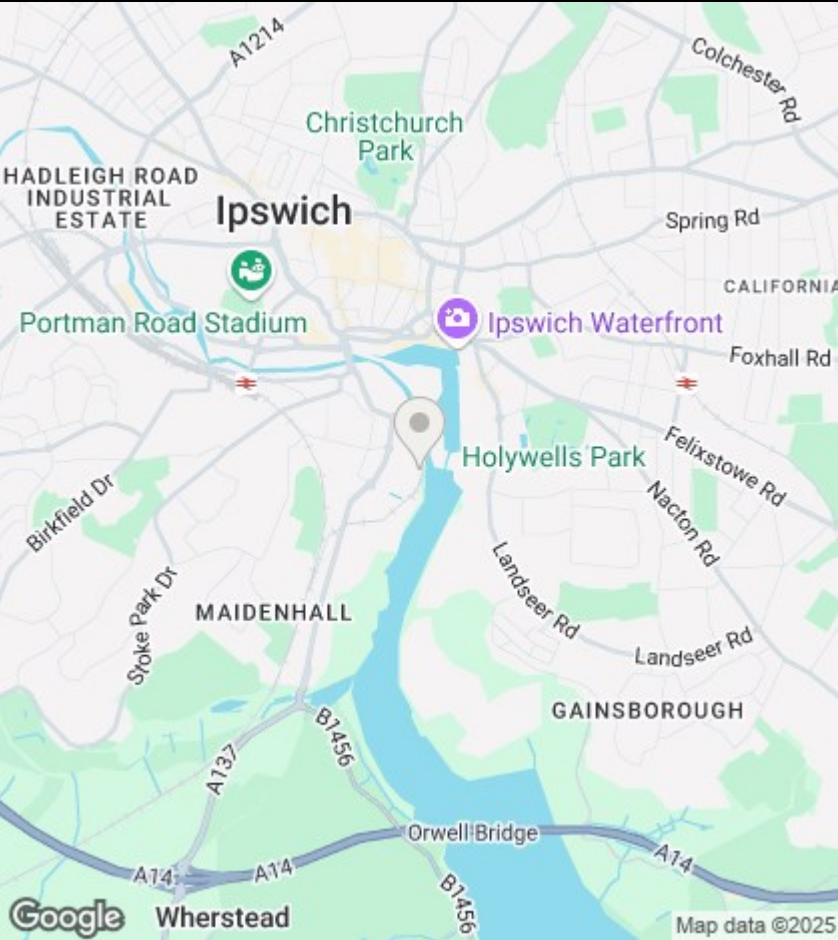 A1214
Colchester Rd
Christchurch
Park
HADLEIGH ROAD
INDUSTRIAL
ESTATE
Ipswich
Spring Rd
CALIFORNIA
Portman Road Stadium
Ipswich Waterfront
Foxhall Rd
Holywells Park
Felixstowe Rd
Birkfield Dr
Nacton Rd
Stoke Park Dr
MAIDENHALL
Landseer Rd
Landseer Rd
GAINSBOROUGH
B1456
A137
Orwell Bridge
A14
A14
A14
B1456
Google
Wherstead
Map data ©2025